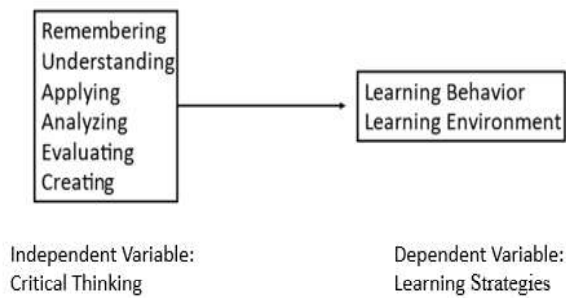 Remembering
Understanding
Applying
Analyzing
Evaluating
Creating
Learning Behavior
Learning Environment
Independent Variable:
Critical Thinking
Dependent Variable:
Learning Strategies